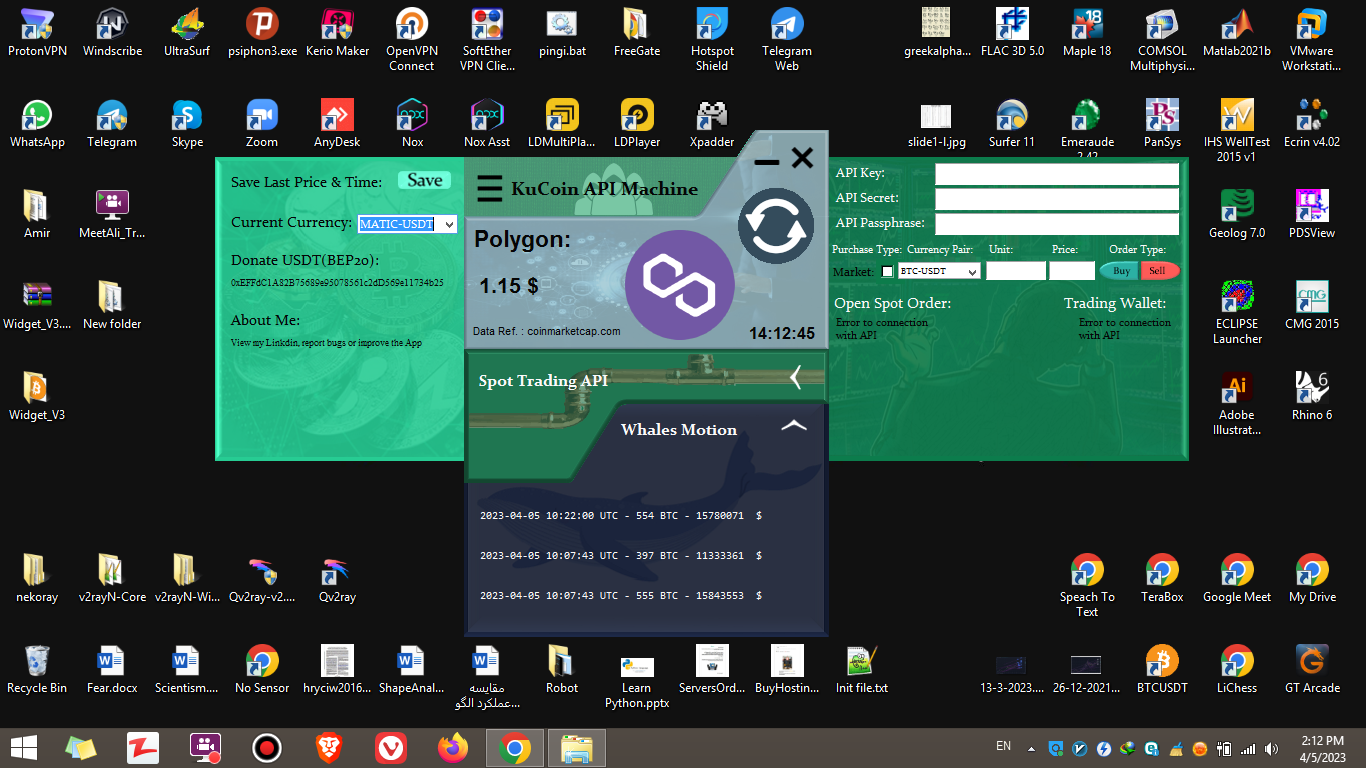 ProtonVPN
Windscribe
UltraSurf
psiphon3.exe
Kerio Maker
OpenVPN
Connect
SoftEther
VPN Clie...
pingi.bat
FreeGate
Hotspot
Shield
Telegram
Web
greekalpha...
FLAC 3D 5.0
Maple 18
COMSOL
Multiphysi...
Matlab2021b
VMware
Workstati...
WhatsApp
Telegram
Skype
Zoom
AnyDesk
Nox
Nox Asst
LDMultiPla...
LDPlayer
Xpadder
slide1-l.jpg
Surfer 11
Emeraude
2.42
PanSys
IHS WellTest
2015 v1
Ecrin v4.02
Amir
MeetAli_Tr...
Geolog 7.0
PDSView
Widget_V3....
New folder
ECLIPSE
Launcher
CMG 2015
Widget_V3
Adobe
Illustrat...
Rhino 6
Save Last Price & Time:
Save
Current Currency:
MATIC-USDT
Donate USDT(BEP20):
0xEFFdC1A82B75689e95078561c2dD569e11734b25
About Me:
View my Linkdin, report bugs or improve the App
KuCoin API Machine
Polygon:
1.15 $
Data Ref. : coinmarketcap.com
14:12:45
Spot Trading API
Whales Motion
2023-04-05 10:22:00 UTC - 554 BTC - 15780071 $
2023-04-05 10:07:43 UTC - 397 BTC - 11333361 $
2023-04-05 10:07:43 UTC - 555 BTC - 15843553 $
API Key:
API Secret:
API Passphrase:
Purchase Type: Currency Pair: Unit: Price: Order Type:
Market: BTC-USDT Buy Sell
Open Spot Order:
Trading Wallet:
Error to connection
with API
Error to connection
with API
nekoray
v2rayN-Core
v2rayN-Wi...
Qv2ray-v2....
Qv2ray
Speach To
Text
TeraBox
Google Meet
My Drive
Recycle Bin
Fear.docx
Scientism....
No Sensor
hryciw2016...
ShapeAnal...
مقایسه
عملکرد الگو...
Robot
Learn
Python.pptx
ServersOrd...
BuyHostin...
Init file.txt
13-3-2023....
26-12-2021...
BTCUSDT
LiChess
GT Arcade
EN
2:12 PM
4/5/2023